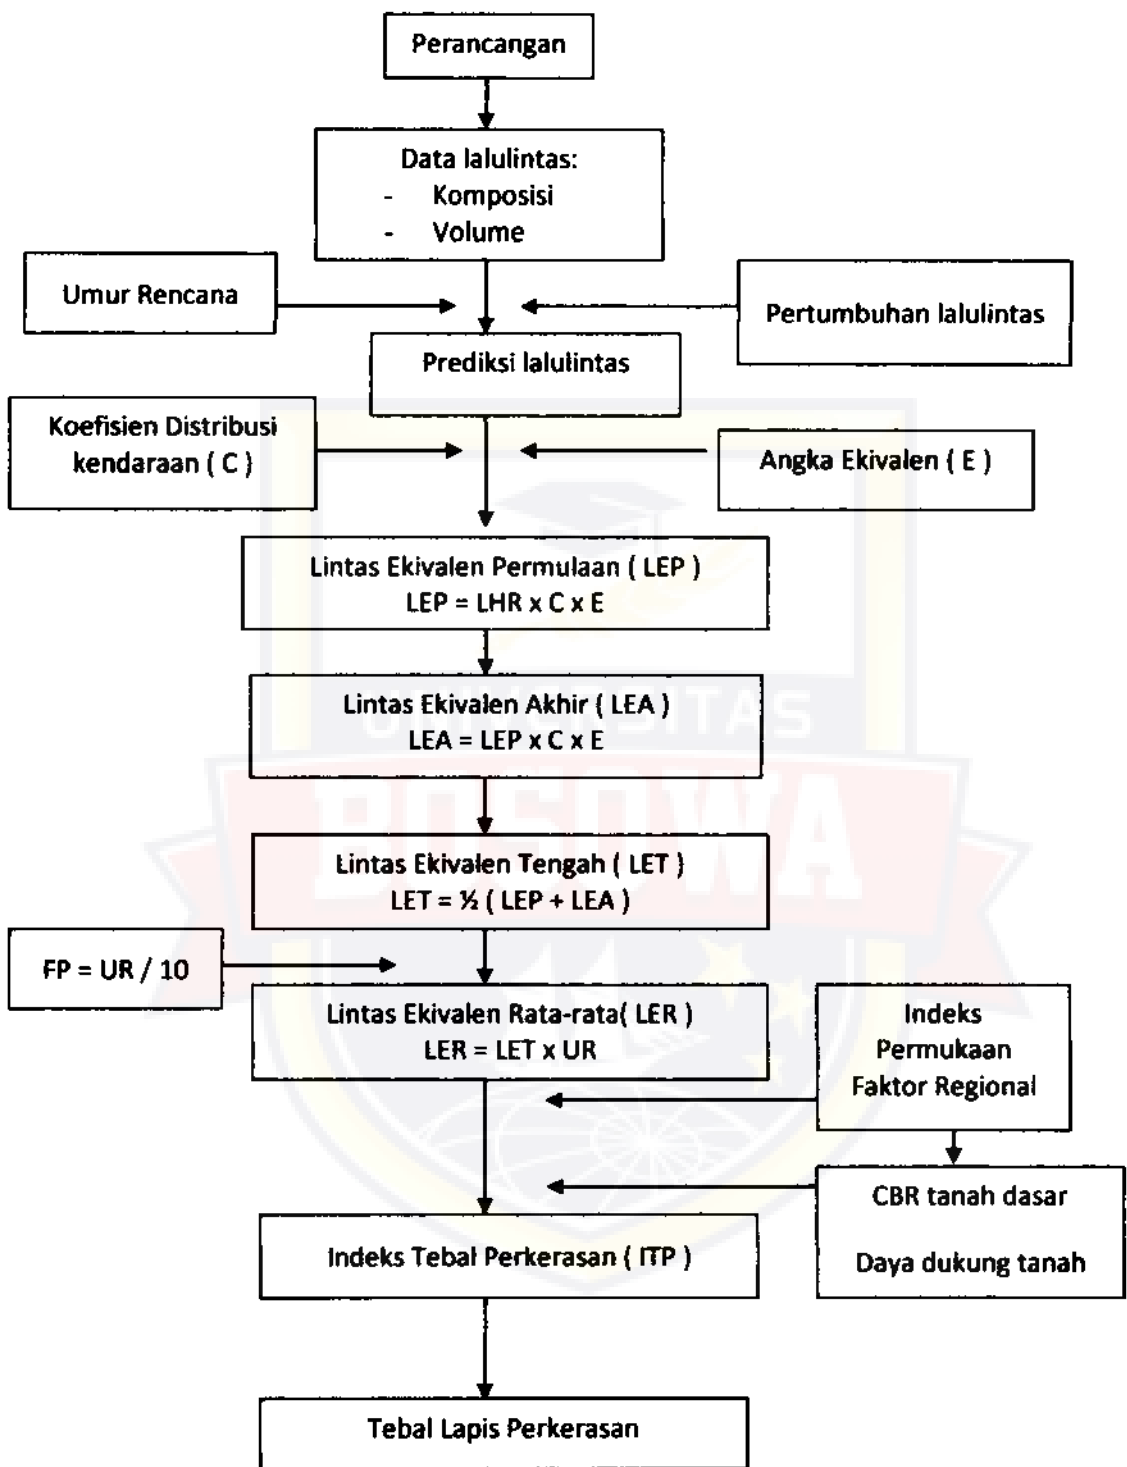 Perancangan
Data lalulintas:
- Komposisi
- Volume
Umur Rencana
Pertumbuhan lalulintas
Prediksi lalulintas
Koefisien Distribusi
kendaraan ( C )
Angka Ekivalen ( E )
Lintas Ekivalen Permulaan ( LEP )
LEP = LHR x C x E
Lintas Ekivalen Akhir ( LEA )
LEA = LEP x C x E
UNIVERSITAS
BOSOWA
Lintas Ekivalen Tengah ( LET )
LET = ½ ( LEP + LEA )
FP = UR / 10
Lintas Ekivalen Rata-rata( LER )
LER = LET x UR
Indeks
Permukaan
Faktor Regional
CBR tanah dasar
Daya dukung tanah
Indeks Tebal Perkerasan ( ITP )
Tebal Lapis Perkerasan